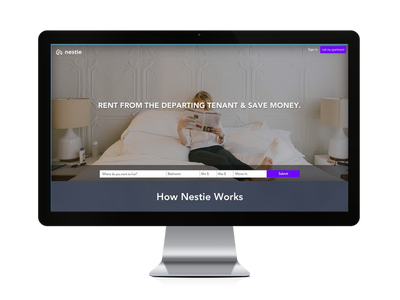 nestie
Sign In
List my apartment
RENT FROM THE DEPARTING TENANT & SAVE MONEY.
Where do you want to live?
Bedroom
Min $
Max $
Move-in
Submit
How Nestie Works